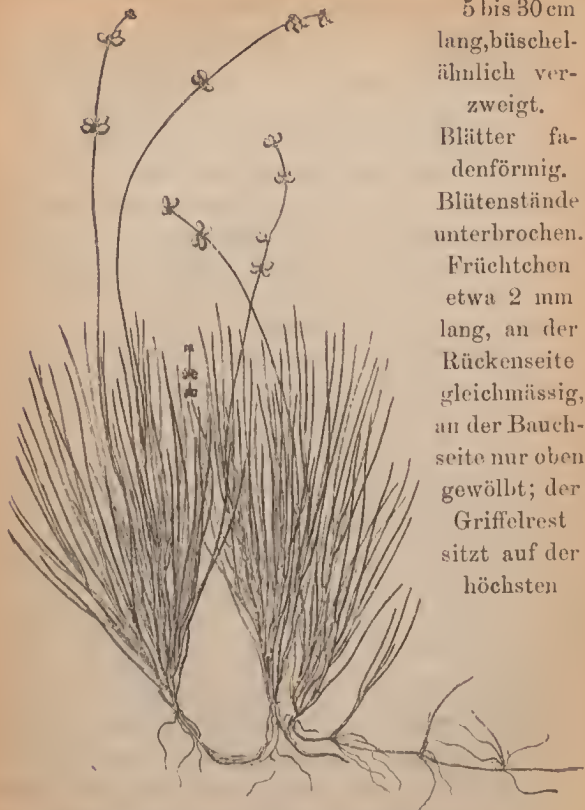 5 bis 30 cm
lang, büschel-
ähnlich ver-
zweigt.
Blätter fa-
denförmig.
Blütenstände
unterbrochen.
Früchtchen
etwa 2 mm
lang, an der
Rückenseite
gleichmässig,
an der Bauch-
seite nur oben
gewölbt; der
Griffelrest
sitzt auf der
höchsten